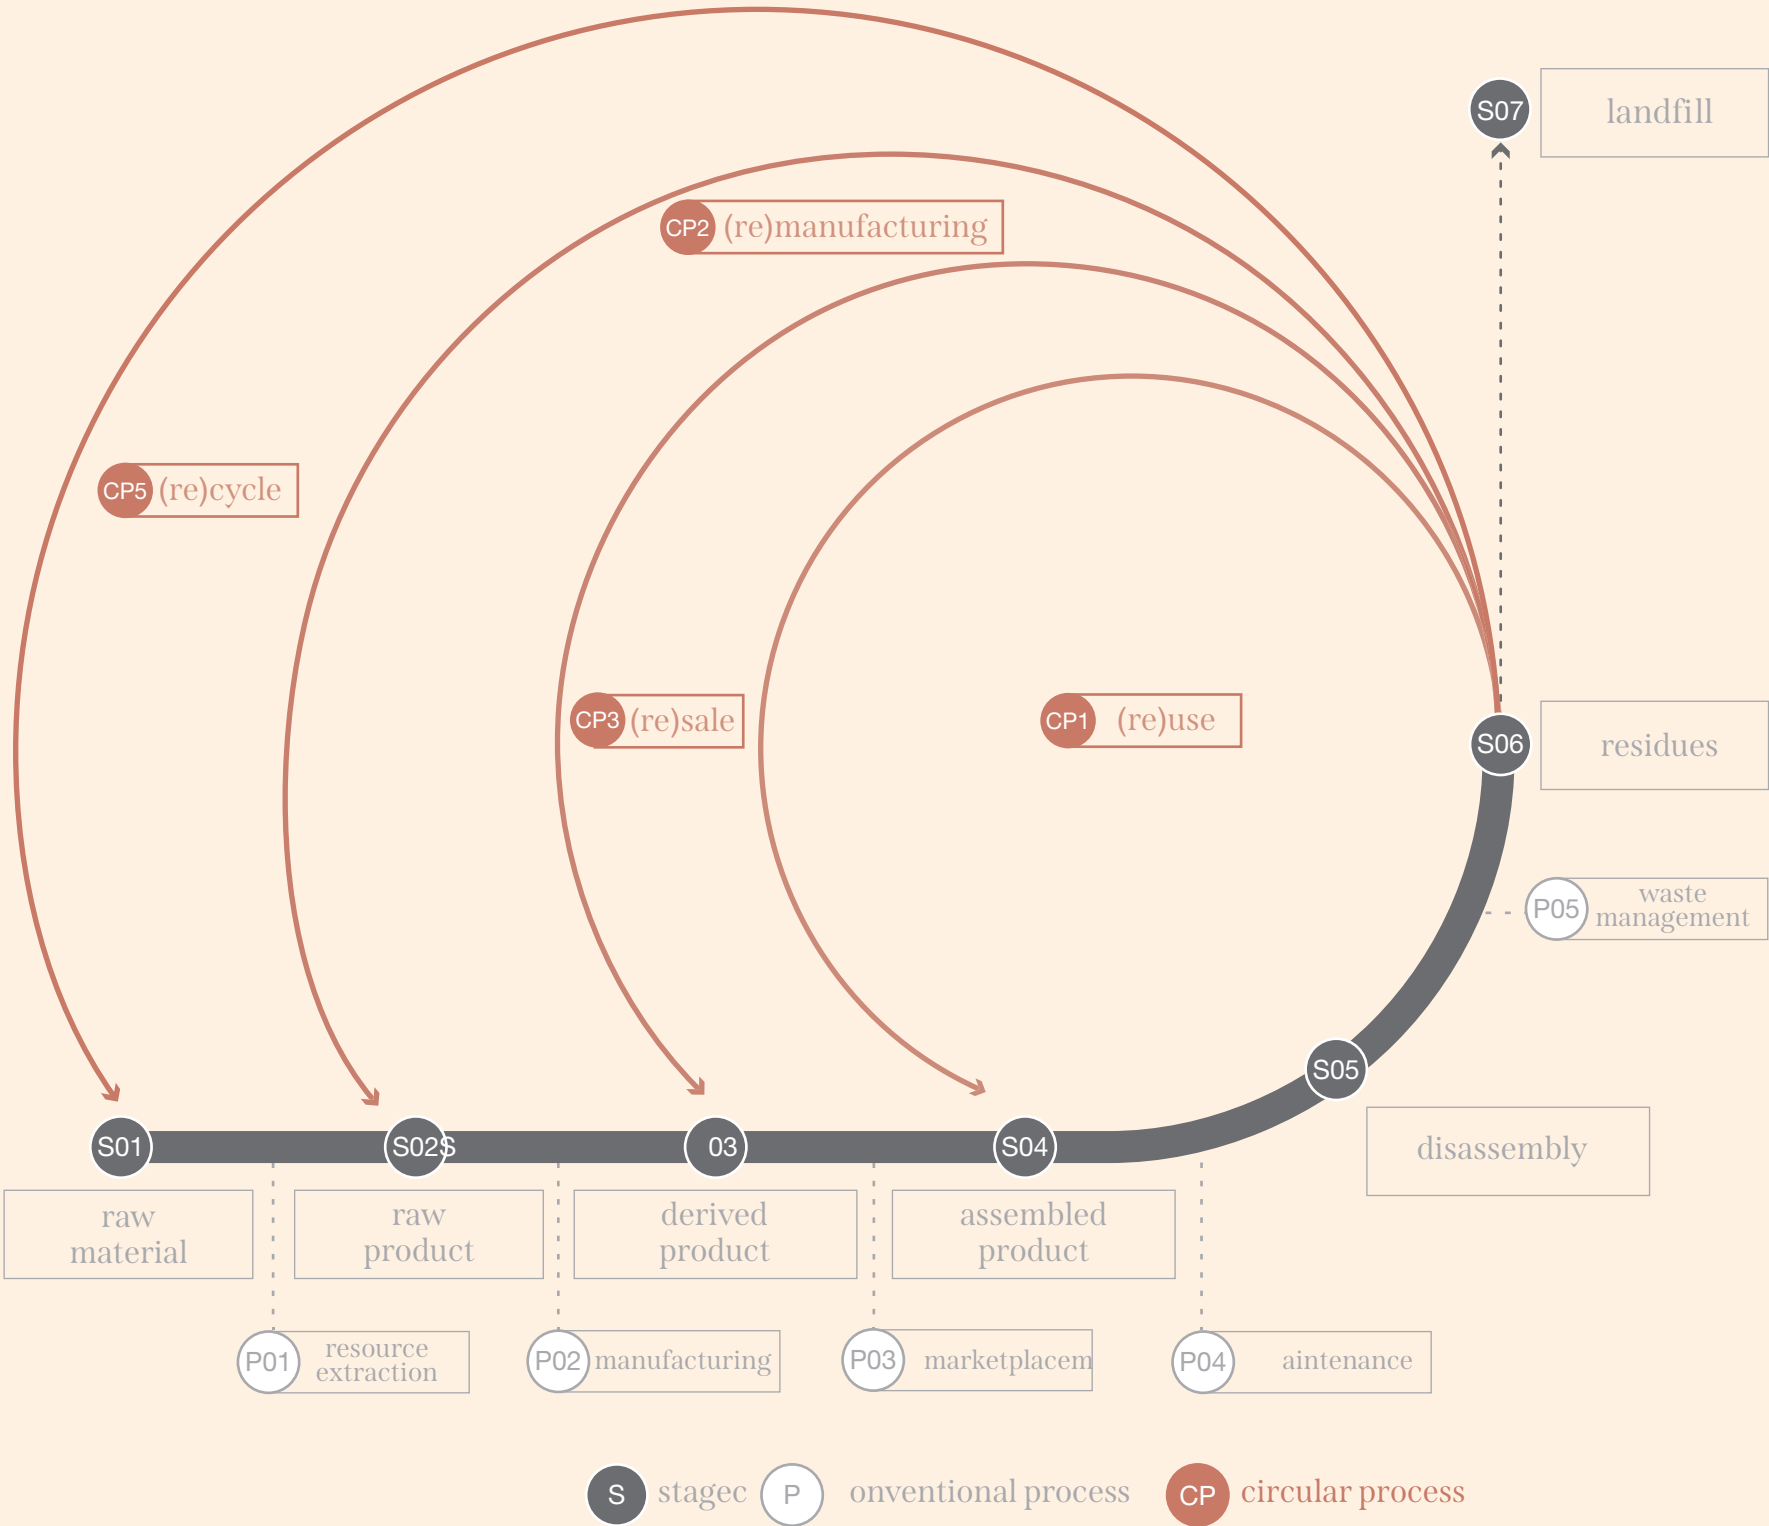 S07
landfill
CP2 (re)manufacturing
CP5 (re)cycle
CP3 (re)sale
CP1 (re)use
S06
residues
P05
waste
management
S05
disassembly
S01
S02S
03
S04
raw
material
raw
product
derived
product
assembled
product
P01
resource
extraction
P02 manufacturing
P03 marketplacem
P04 aintenance
S stagec
P onventional process
CP circular process